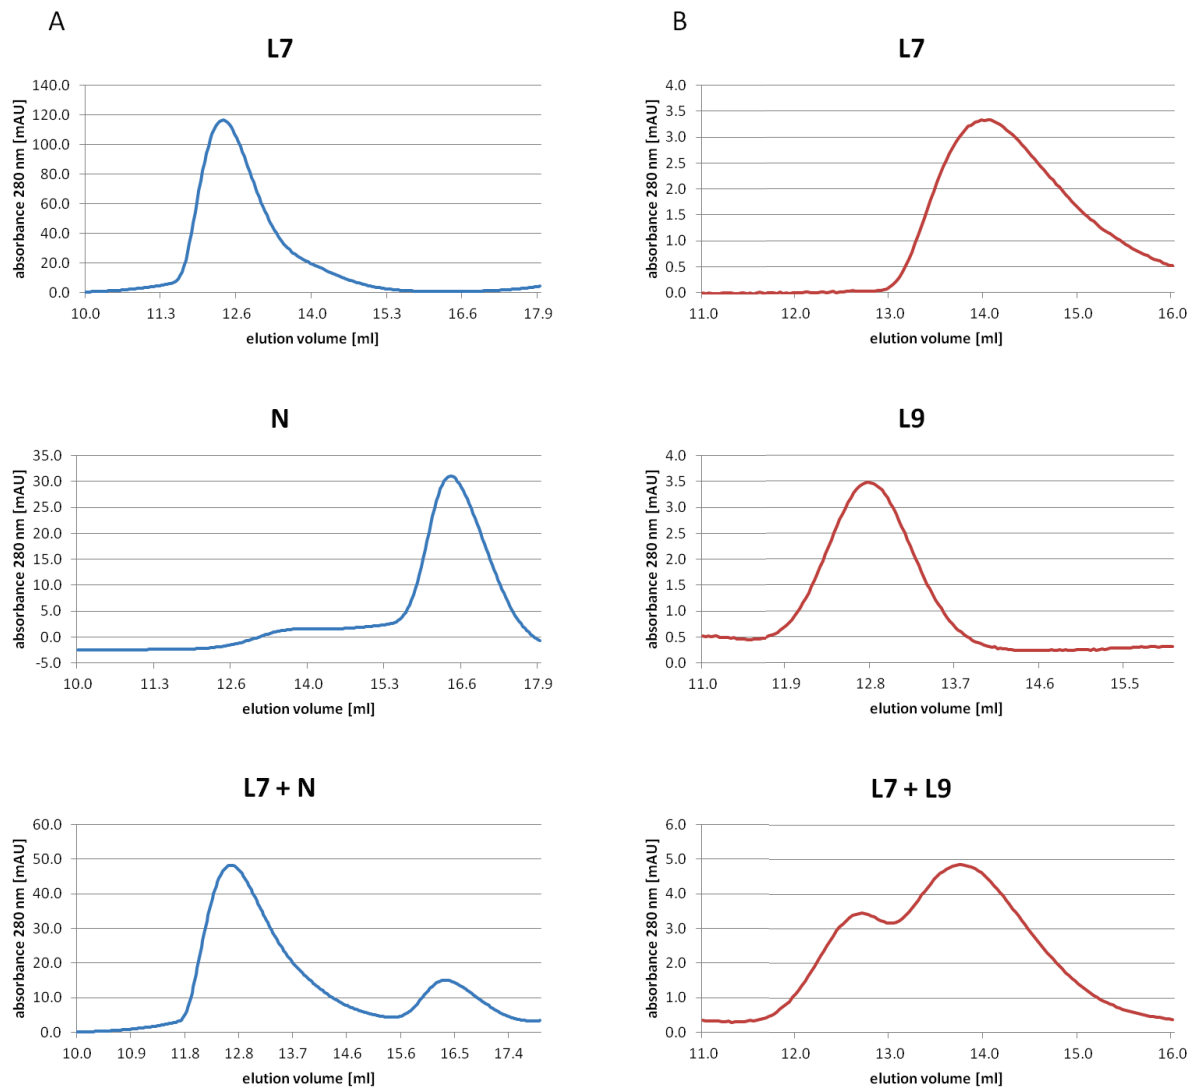 A
B
L7
absorbance 280 nm [mAU]
140.0
120.0
100.0
80.0
60.0
40.0
20.0
0.0
10.0 11.3 12.6 14.0 15.3 16.6 17.9
elution volume [ml]
L7
absorbance 280 nm [mAU]
4.0
3.5
3.0
2.5
2.0
1.5
1.0
0.5
0.0
11.0 12.0 13.0 14.0 15.0 16.0
elution volume [ml]
N
absorbance 280 nm [mAU]
35.0
30.0
25.0
20.0
15.0
10.0
5.0
0.0
-5.0
10.0 11.3 12.6 14.0 15.3 16.6 17.9
elution volume [ml]
L9
absorbance 280 nm [mAU]
4.0
3.5
3.0
2.5
2.0
1.5
1.0
0.5
0.0
11.0 11.9 12.8 13.7 14.6 15.5
elution volume [ml]
L7 + N
absorbance 280 nm [mAU]
60.0
50.0
40.0
30.0
20.0
10.0
0.0
10.0 10.9 11.8 12.8 13.7 14.6 15.6 16.5 17.4
elution volume [ml]
L7 + L9
absorbance 280 nm [mAU]
6.0
5.0
4.0
3.0
2.0
1.0
0.0
11.0 12.0 13.0 14.0 15.0 16.0
elution volume [ml]